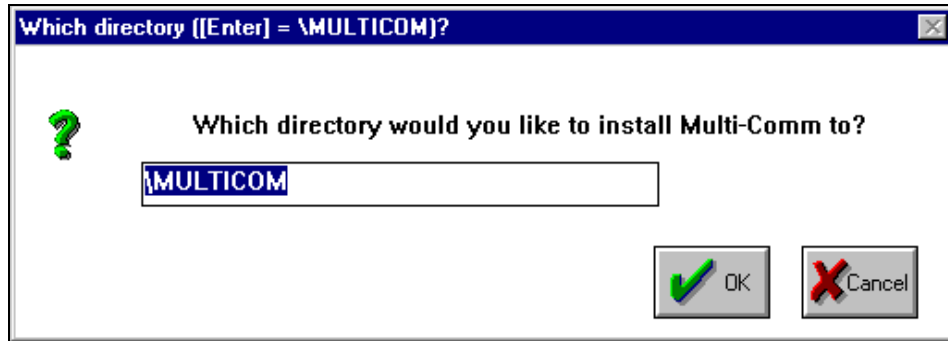 Which directory ([Enter] = \MULTICOM)?
Which directory would you like to install Multi-Comm to?
\MULTICOM
OK
Cancel